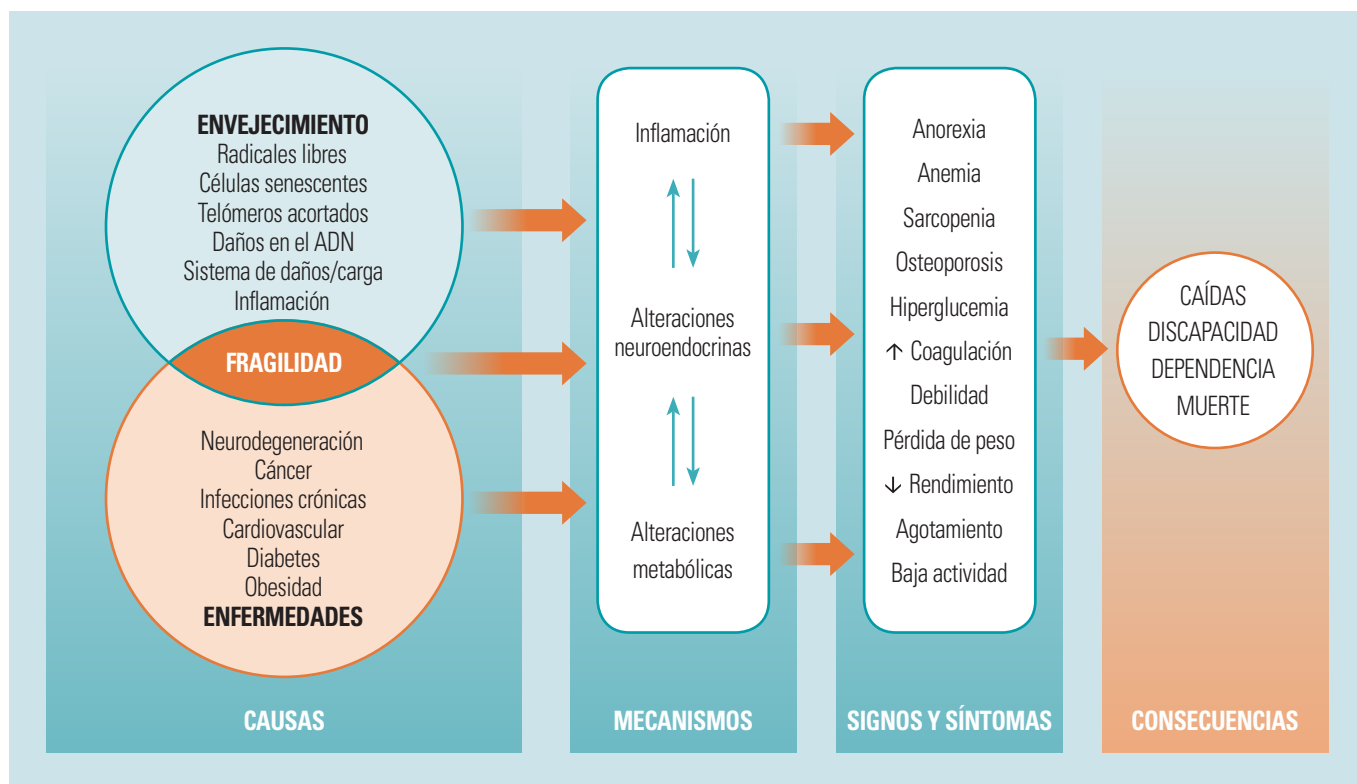 ENVEJECIMIENTO
Radicales libres
Células senescentes
Telómeros acortados
Daños en el ADN
Sistema de daños/carga
Inflamación
FRAGILIDAD
Neurodegeneración
Cáncer
Infecciones crónicas
Cardiovascular
Diabetes
Obesidad
ENFERMEDADES
CAUSAS
Inflamación
Alteraciones
neuroendocrinas
Alteraciones
metabólicas
MECANISMOS
Anorexia
Anemia
Sarcopenia
Osteoporosis
Hiperglucemia
↑ Coagulación
Debilidad
Pérdida de peso
↓ Rendimiento
Agotamiento
Baja actividad
SIGNOS Y SÍNTOMAS
CAÍDAS
DISCAPACIDAD
DEPENDENCIA
MUERTE
CONSECUENCIAS